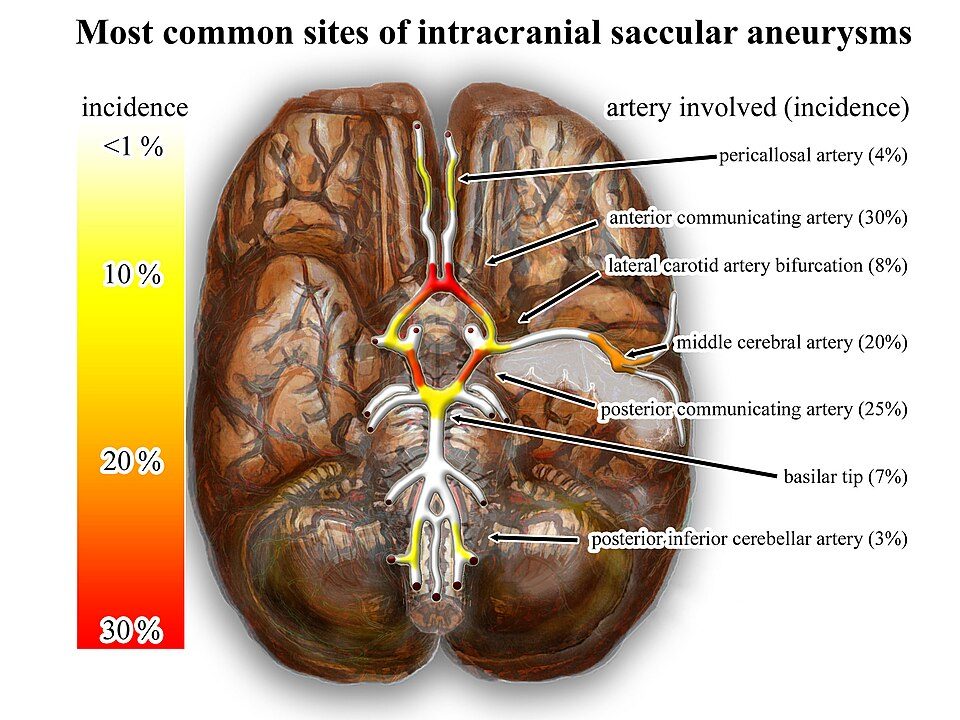 Most common sites of intracranial saccular aneurysms
incidence
<1 %
10 %
20 %
30 %
artery involved (incidence)
pericallosal artery (4%)
anterior communicating artery (30%)
lateral carotid artery bifurcation (8%)
middle cerebral artery (20%)
posterior communicating artery (25%)
basilar tip (7%)
posterior inferior cerebellar artery (3%)